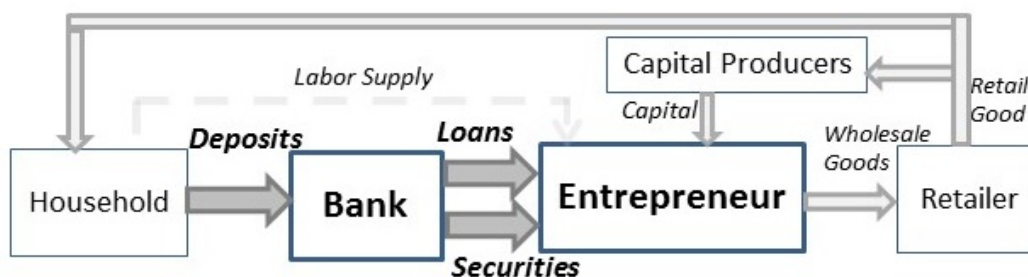 Capital Producers
Labor Supply
Retail
Good
Capital
Deposits
Loans
Wholesale
Goods
Household
Bank
Entrepreneur
Retailer
Securities